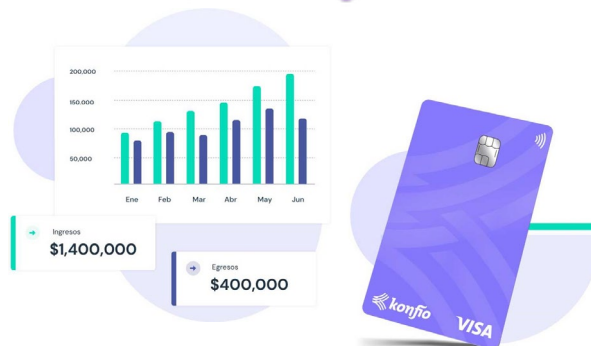 200,000
150.000
100,000
50,000
Ene Feb Mar Abr May Jun
Ingresos
$1,400,000
Egresos
$400,000
konfio
VISA